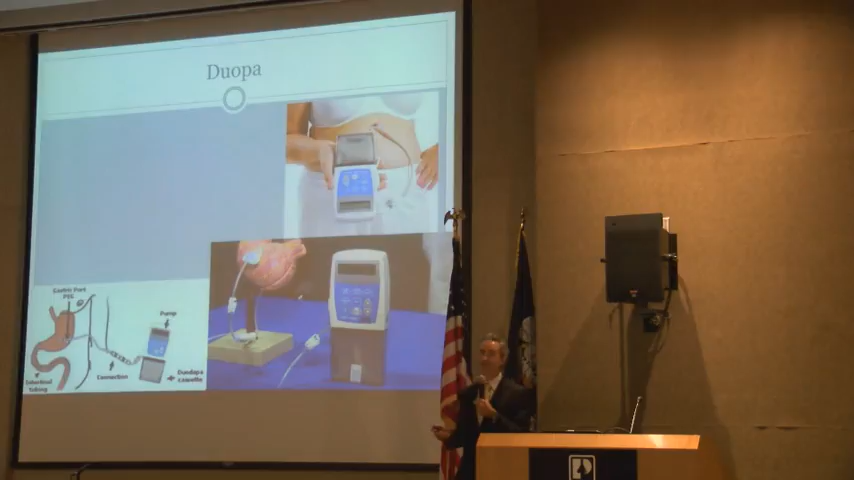 Duopa
Gastric Port
PEG
Pump
Connection
Intestinal
Tubing
Duodopa
Cassette